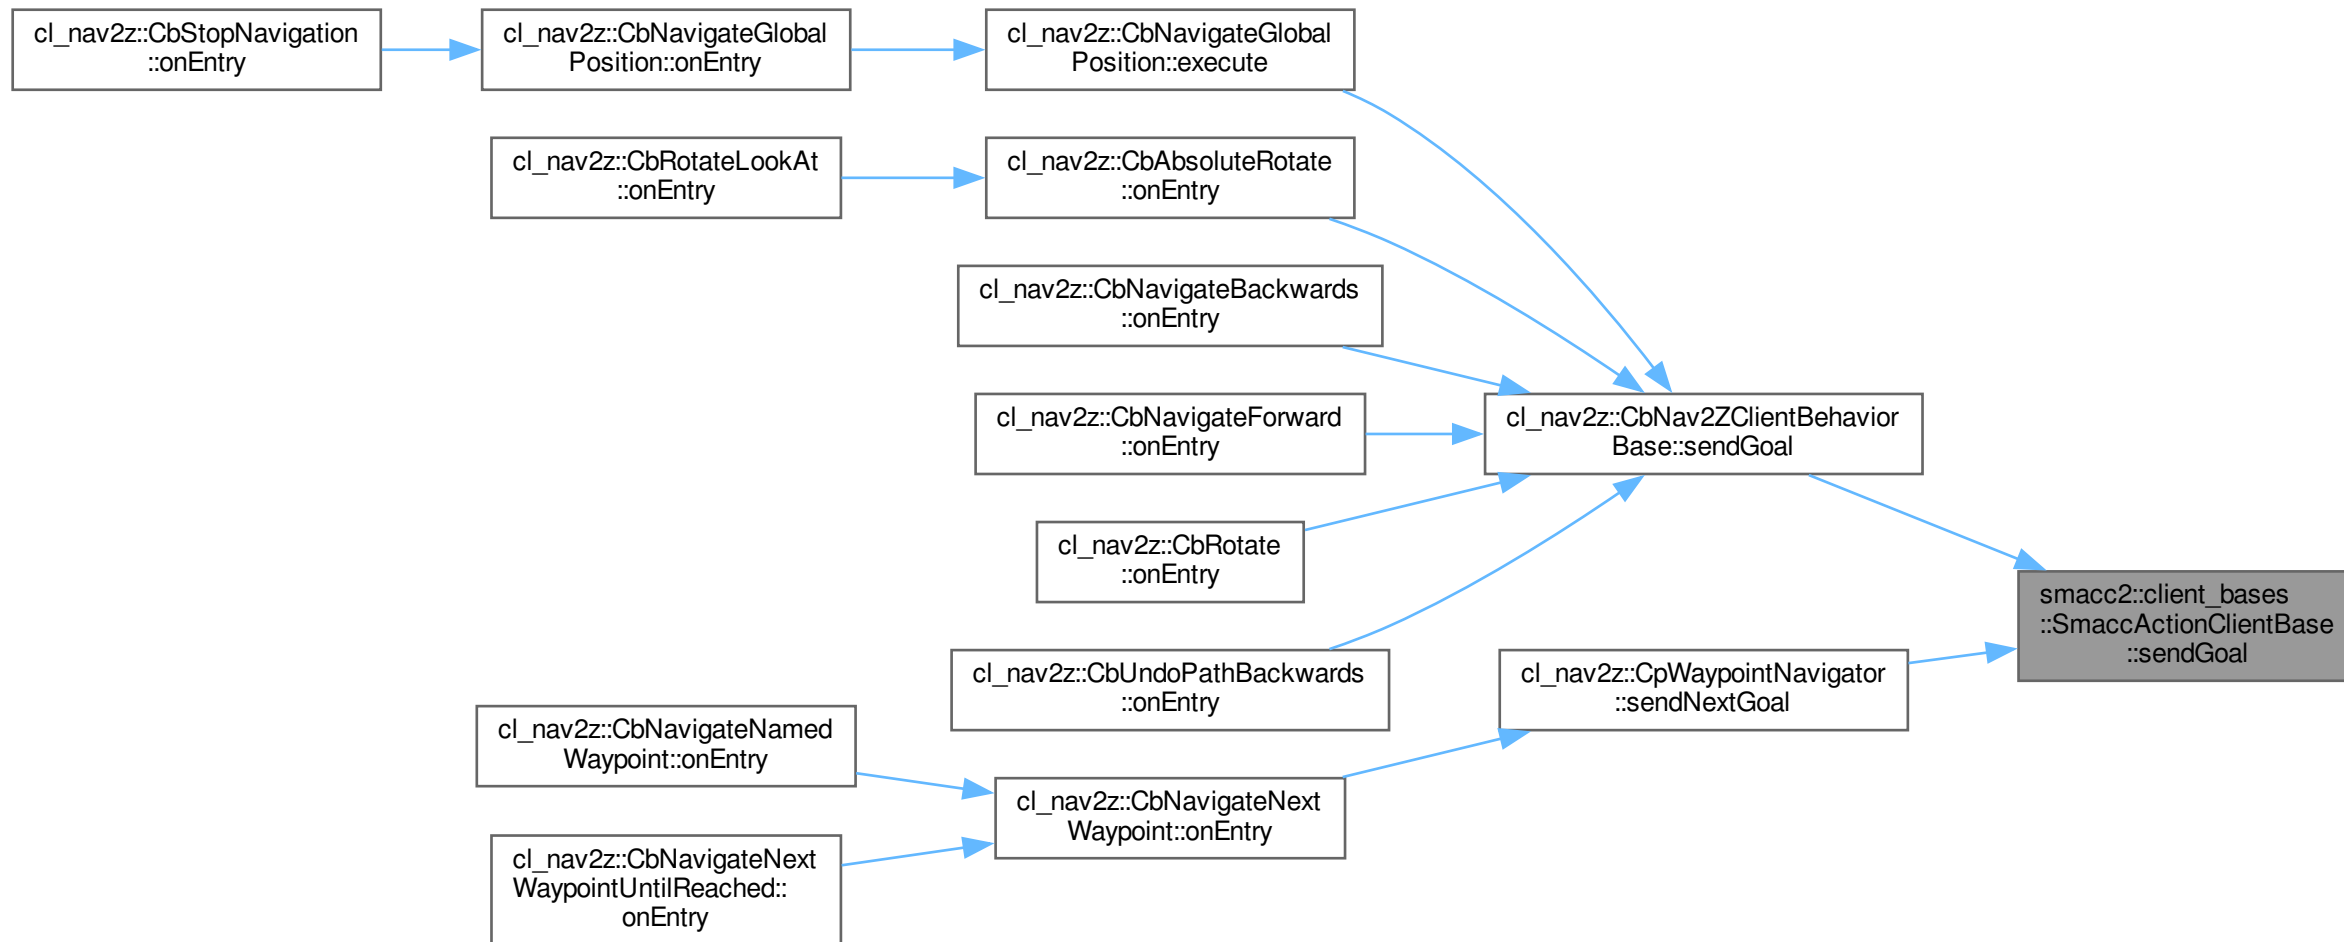 cl_nav2z::CbStopNavigation
::onEntry
cl_nav2z::CbNavigateGlobal
Position::onEntry
cl_nav2z::CbNavigateGlobal
Position::execute
cl_nav2z::CbRotateLookAt
::onEntry
cl_nav2z::CbAbsoluteRotate
::onEntry
cl_nav2z::CbNavigateBackwards
::onEntry
cl_nav2z::CbNavigateForward
::onEntry
cl_nav2z::CbNav2ZClientBehavior
Base::sendGoal
cl_nav2z::CbRotate
::onEntry
smacc2::client_bases
::SmaccActionClientBase
::sendGoal
cl_nav2z::CbUndoPathBackwards
::onEntry
cl_nav2z::CpWaypointNavigator
::sendNextGoal
cl_nav2z::CbNavigateNamed
Waypoint::onEntry
cl_nav2z::CbNavigateNext
Waypoint::onEntry
cl_nav2z::CbNavigateNext
WaypointUntilReached::
onEntry